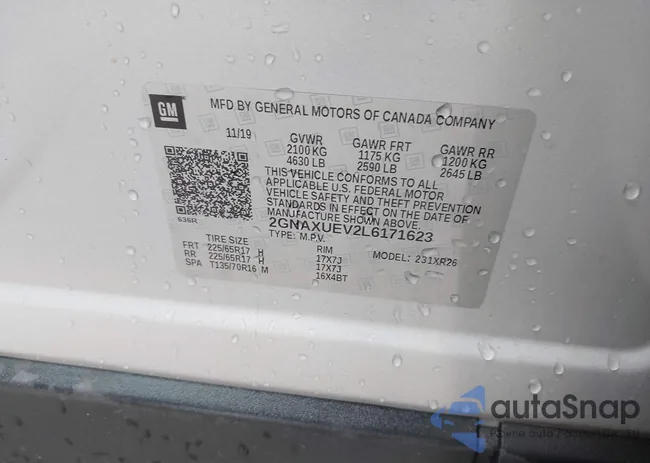 GM
MFD BY GENERAL MOTORS OF CANADA COMPANY
11/19 GVWR GAWR FRT GAWR RR
2100 KG 1175 KG 1200 KG
4630 LB 2590 LB 2645 LB
THIS VEHICLE CONFORMS TO ALL
APPLICABLE U.S. FEDERAL MOTOR
VEHICLE SAFETY AND THEFT PREVENTION
STANDARDS IN EFFECT ON THE DATE OF
MANUFACTURE SHOWN ABOVE.
636R 2GNAXUEV2L6171623
TYPE: M.P.V. MODEL: 231XR26
TIRE SIZE RIM
FRT 225/65R17 H 17X7J
RR 225/65R17 H 17X7J
T135/70R16 M 16X4BT
autaSnap